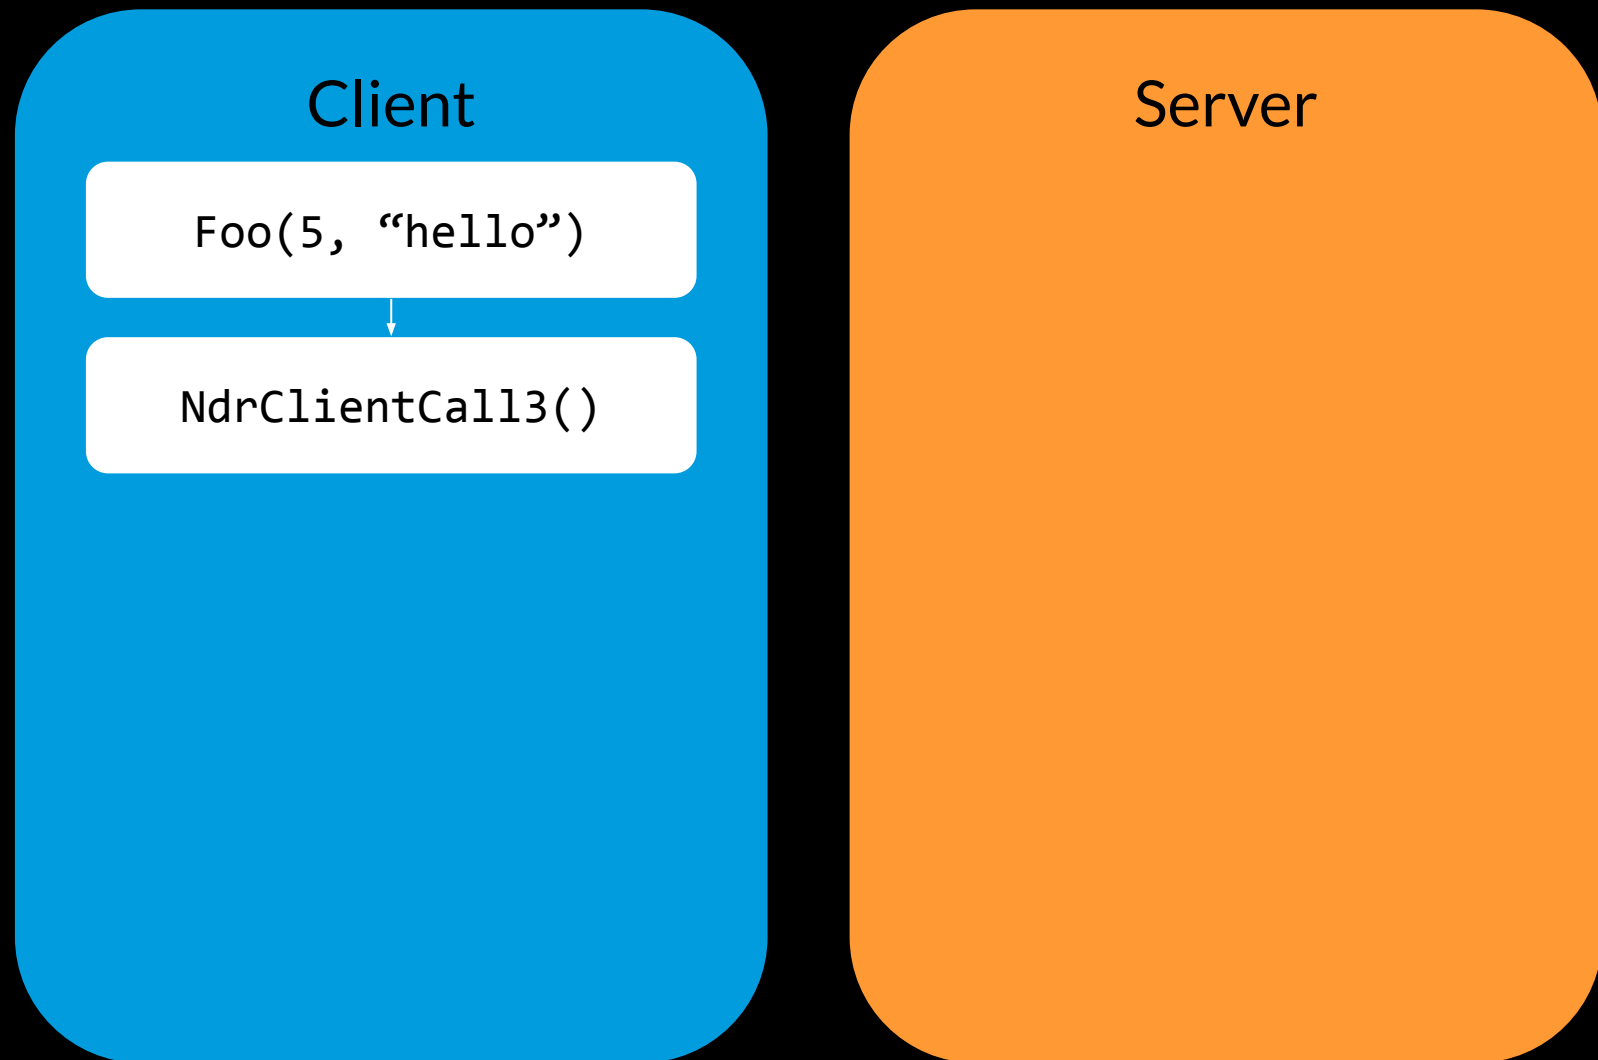 Client
Foo(5, “hello”)
NdrClientCall3()
Server